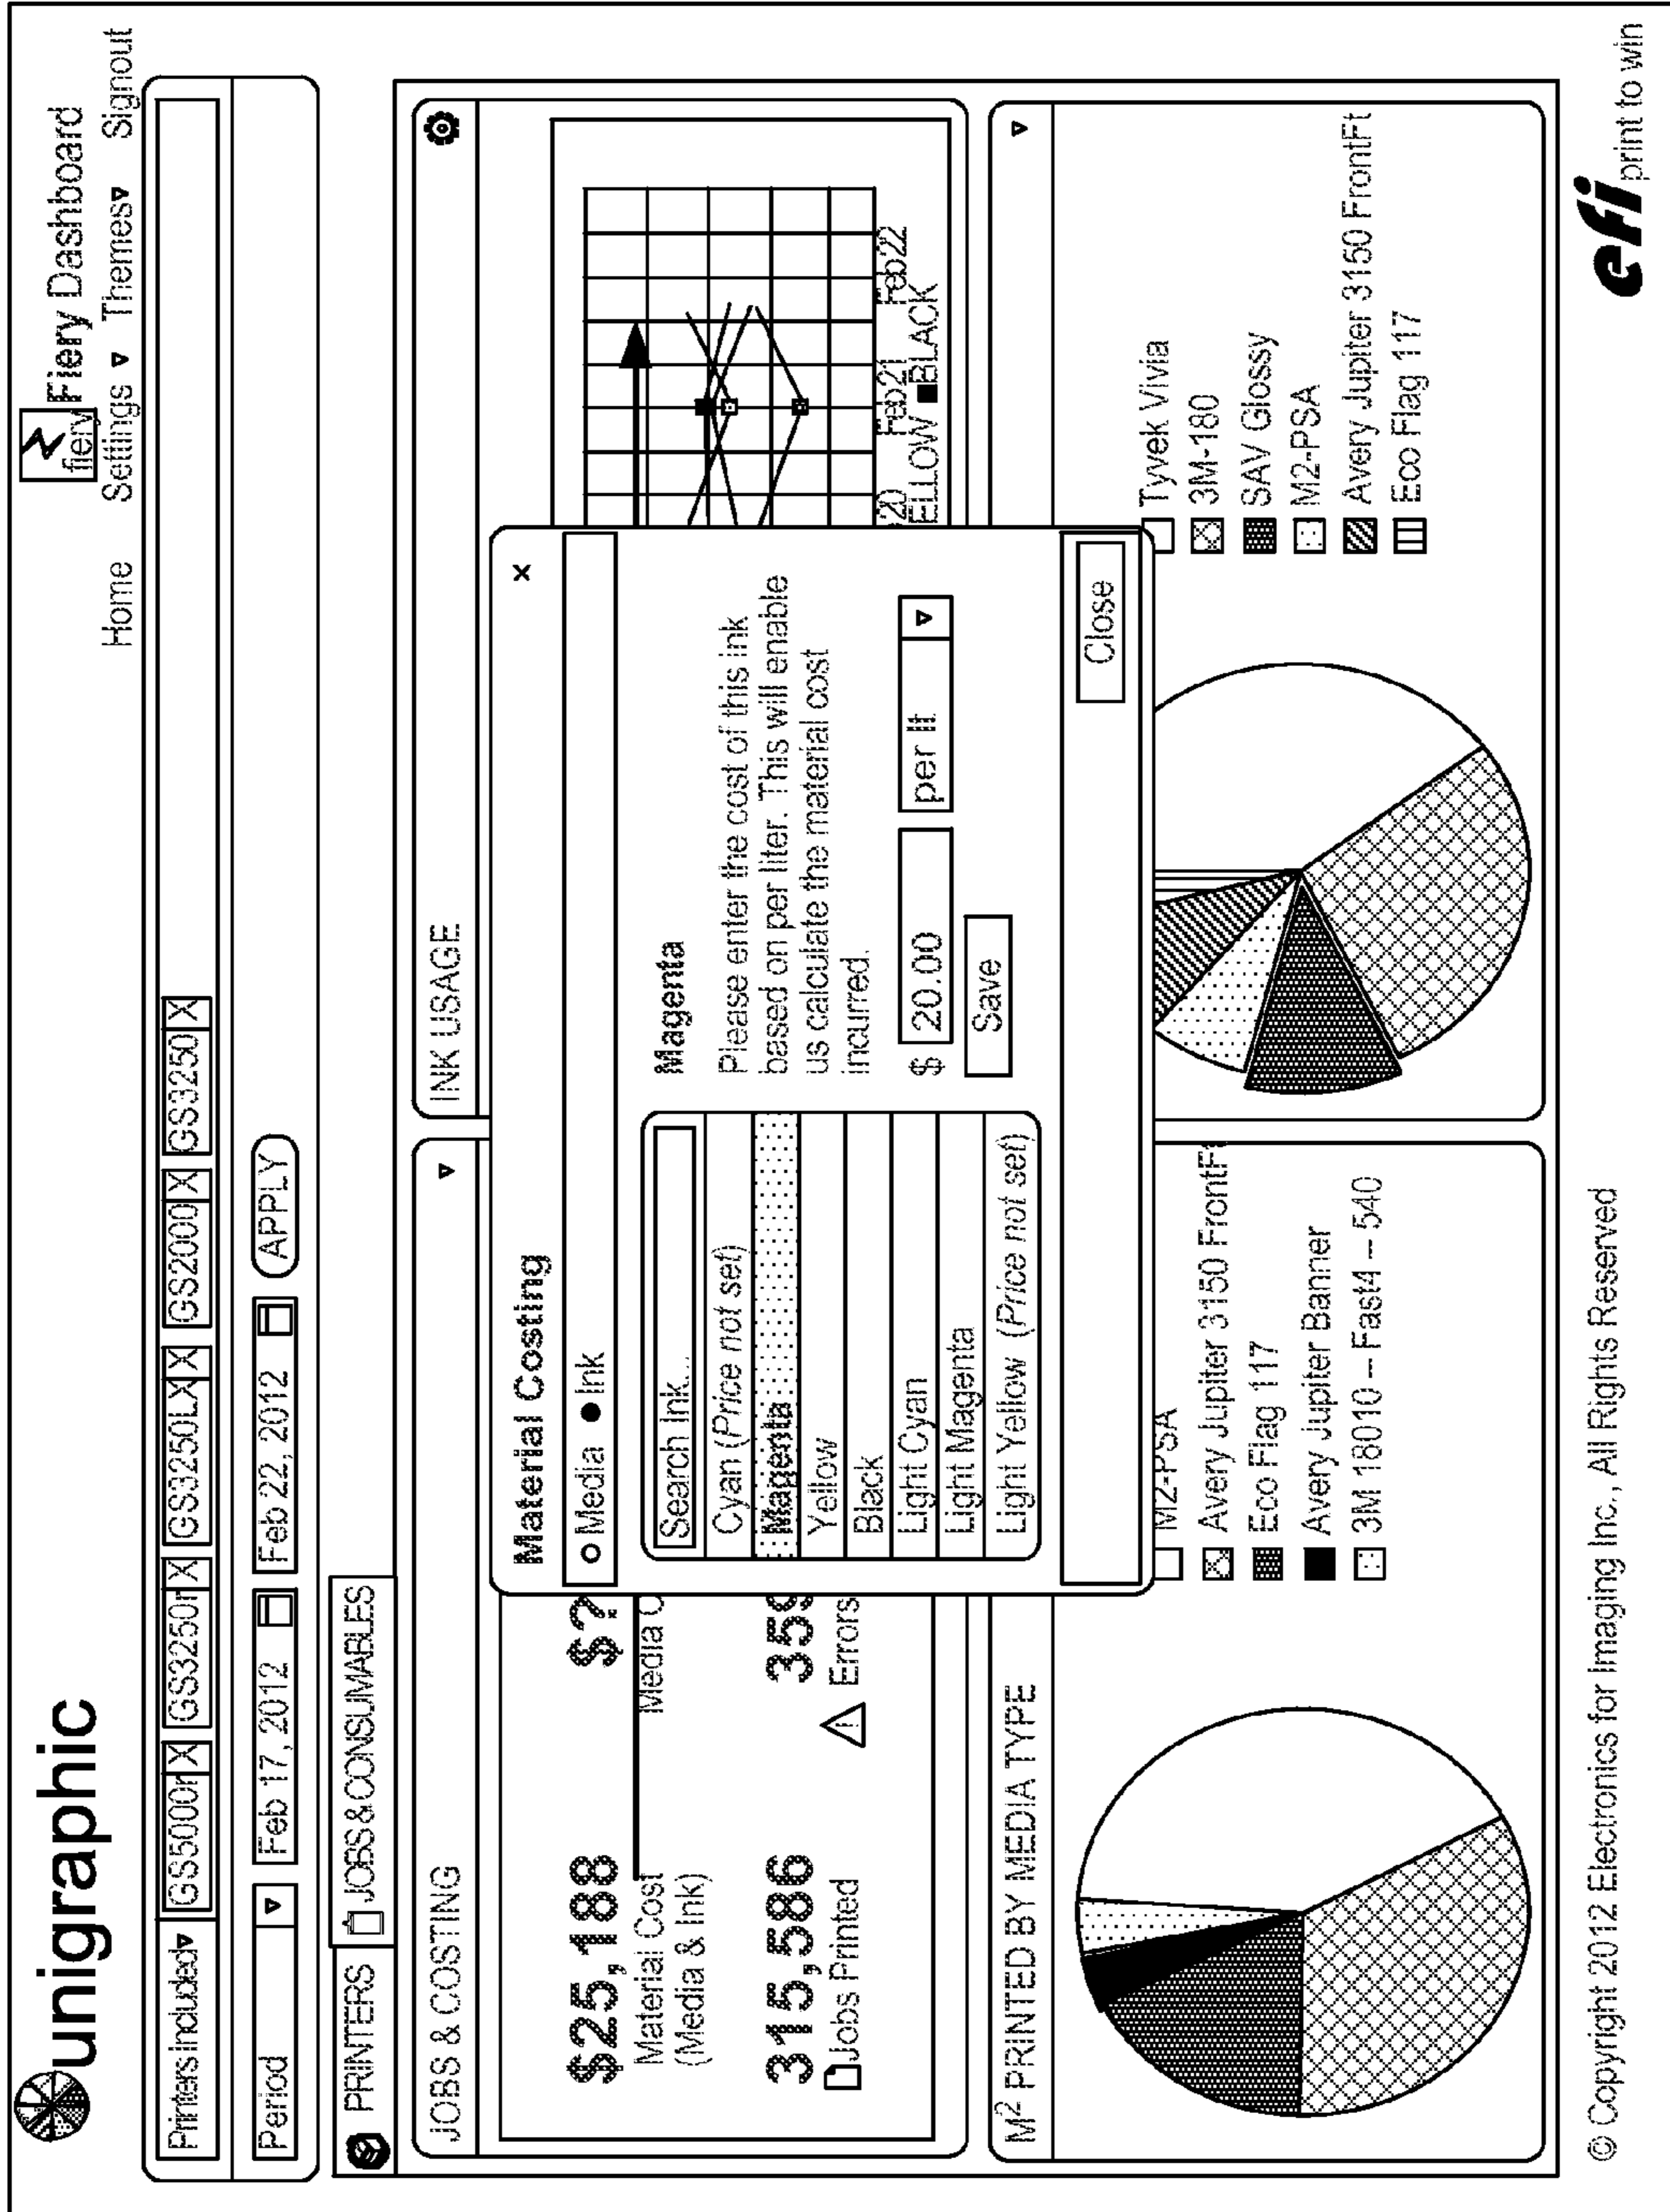 unigraphic
fiery Fiery Dashboard
Home Settings Themes Signout
Printers Included GS5000r X GS3250r X GS3250LX X GS2000 X GS3250 X
Period Feb 17, 2012 Feb 22, 2012 APPLY
PRINTERS JOBS & CONSUMABLES
JOBS & COSTING
$25,188
Material Cost
(Media & Ink)
$?
Media C
315,586
Jobs Printed
359
Errors
INK USAGE
20 Feb 21 Feb 22
ELLOW BLACK
Material Costing x
Media Ink
Search Ink...
Cyan (Price not set)
Magenta
Yellow
Black
Light Cyan
Light Magenta
Light Yellow (Price not set)
Magenta
Please enter the cost of this ink
based on per liter. This will enable
us calculate the material cost
incurred.
$ 20.00 per lt
Save
Close
M² PRINTED BY MEDIA TYPE
M2-PSA
Avery Jupiter 3150 FrontF
Eco Flag 117
Avery Jupiter Banner
3M 18010 – Fast4 – 540
Tyvek Vivia
3M-180
SAV Glossy
M2-PSA
Avery Jupiter 3150 FrontFt
Eco Flag 117
© Copyright 2012 Electronics for Imaging Inc., All Rights Reserved
efi print to win